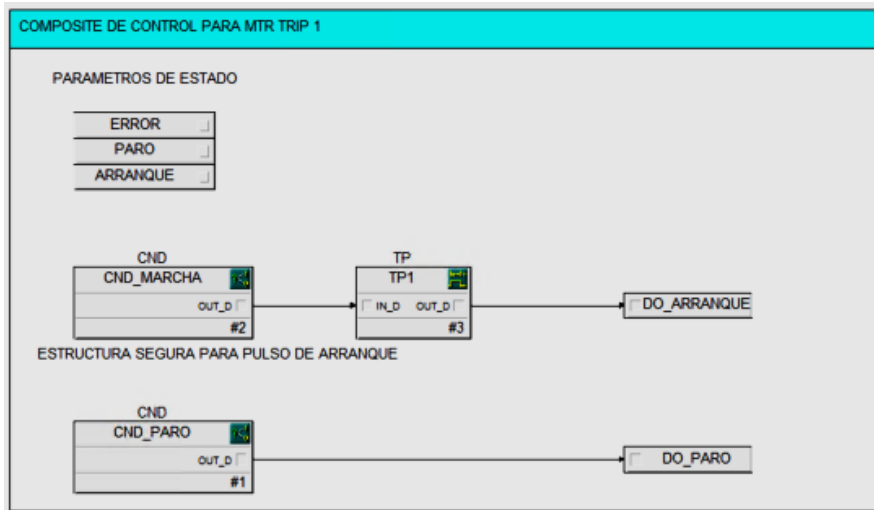 COMPOSITE DE CONTROL PARA MTR TRIP 1
PARAMETROS DE ESTADO
ERROR
PARO
ARRANQUE
CND
TP
CND_MARCHA
TP1
OUT_D
IN_D OUT_D
DO_ARRANQUE
#2
#3
ESTRUCTURA SEGURA PARA PULSO DE ARRANQUE
CND
CND_PARO
OUT_D
DO_PARO
#1